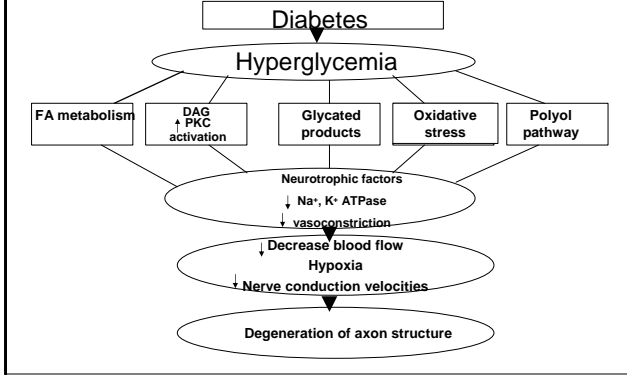 Diabetes
Hyperglycemia
FA metabolism
DAG
↑ PKC
activation
Glycated
products
Oxidative
stress
Polyol
pathway
Neurotrophic factors
↓ Na⁺, K⁺ ATPase
↓ vasoconstriction
↓ Decrease blood flow
Hypoxia
↓ Nerve conduction velocities
Degeneration of axon structure